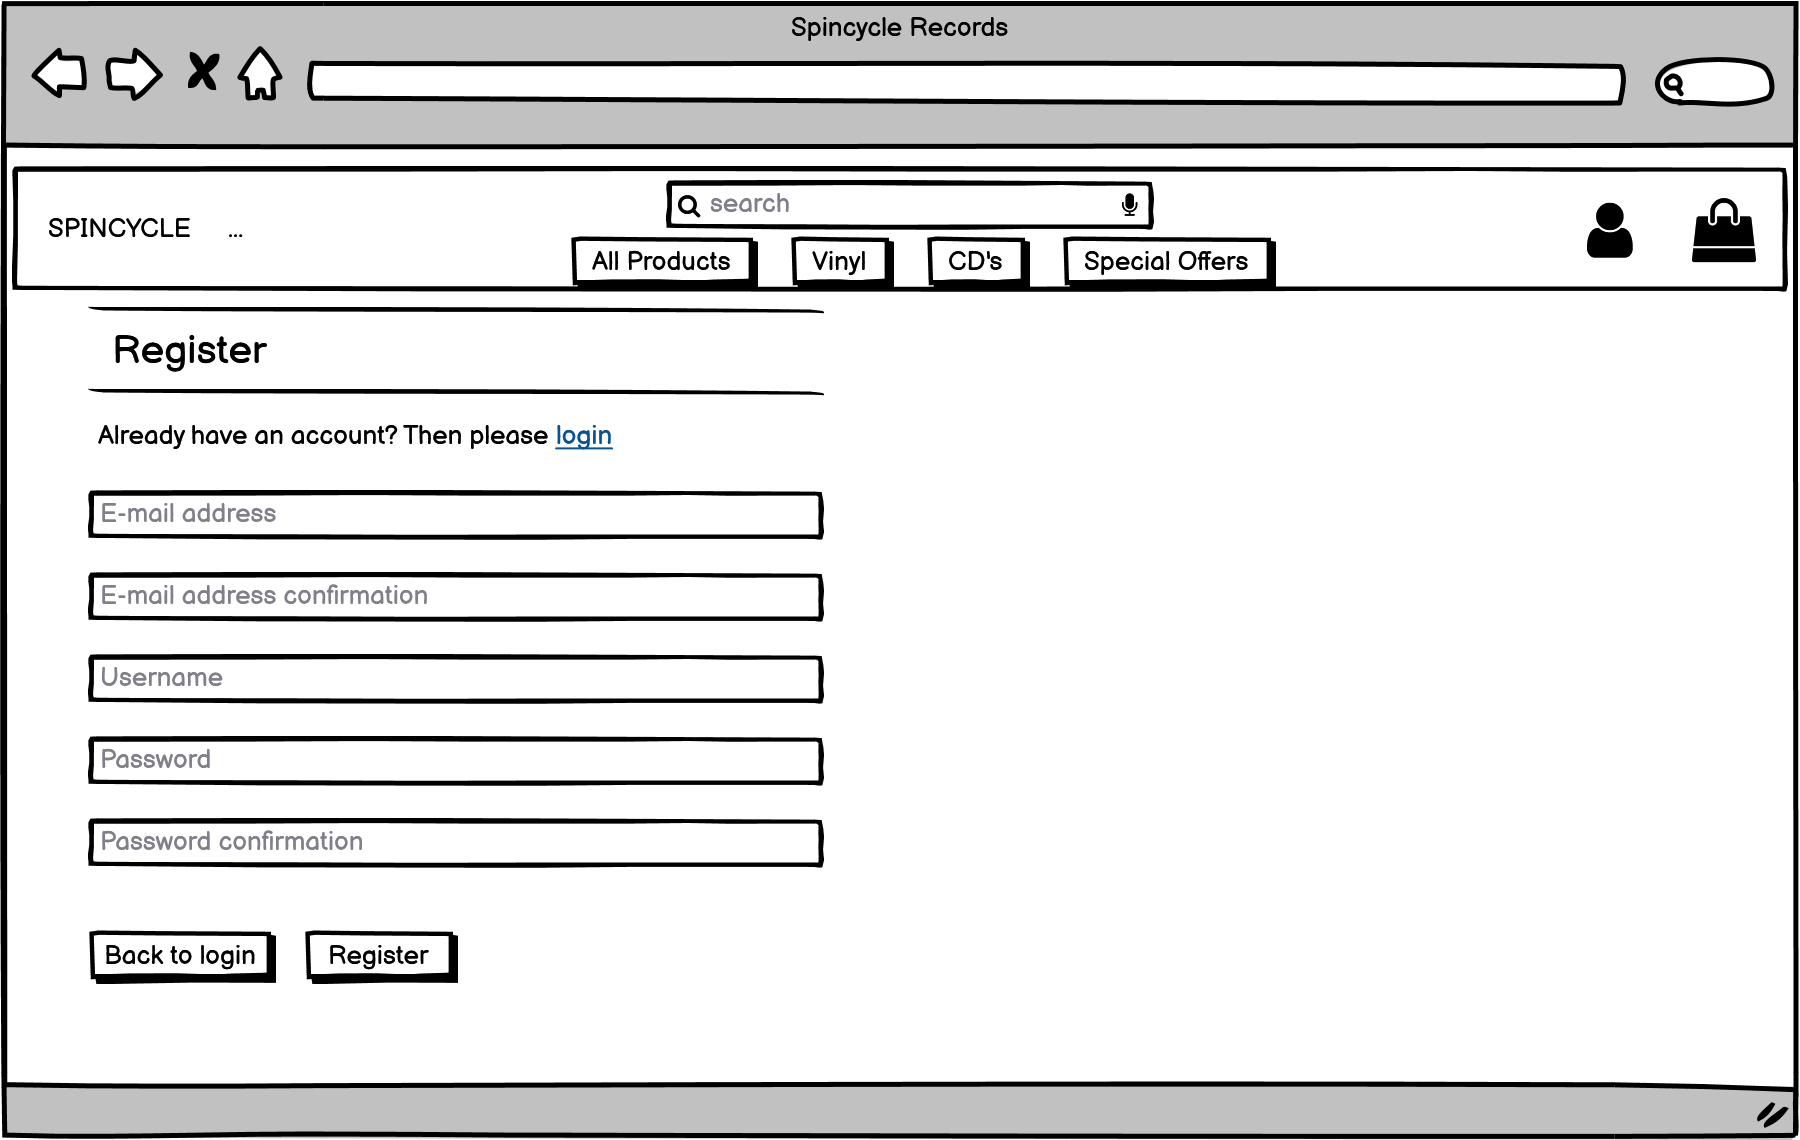 Spincycle Records
search
SPINCYCLE ...
All Products Vinyl CD's Special Offers
Register
Already have an account? Then please login
E-mail address
E-mail address confirmation
Username
Password
Password confirmation
Back to login Register